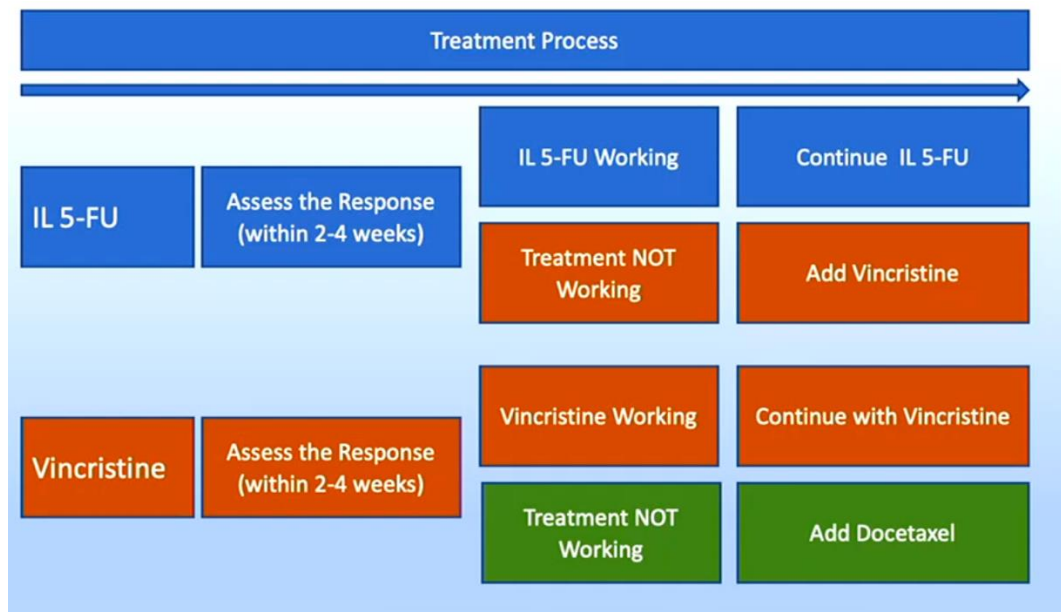 Treatment Process
IL 5-FU
Assess the Response
(within 2-4 weeks)
IL 5-FU Working
Continue IL 5-FU
Treatment NOT
Working
Add Vincristine
Vincristine
Assess the Response
(within 2-4 weeks)
Vincristine Working
Continue with Vincristine
Treatment NOT
Working
Add Docetaxel